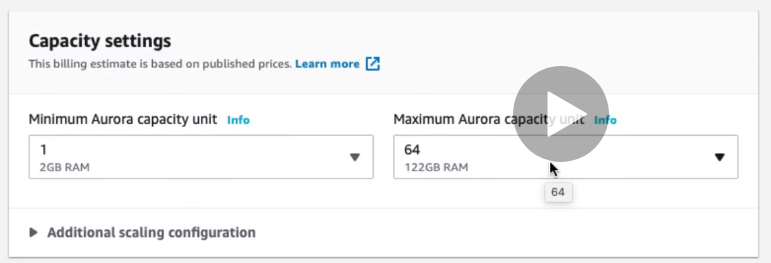 Capacity settings
This billing estimate is based on published prices. Learn more
Minimum Aurora capacity unit Info
Maximum Aurora capacity unit Info
1
2GB RAM
64
122GB RAM
64
Additional scaling configuration